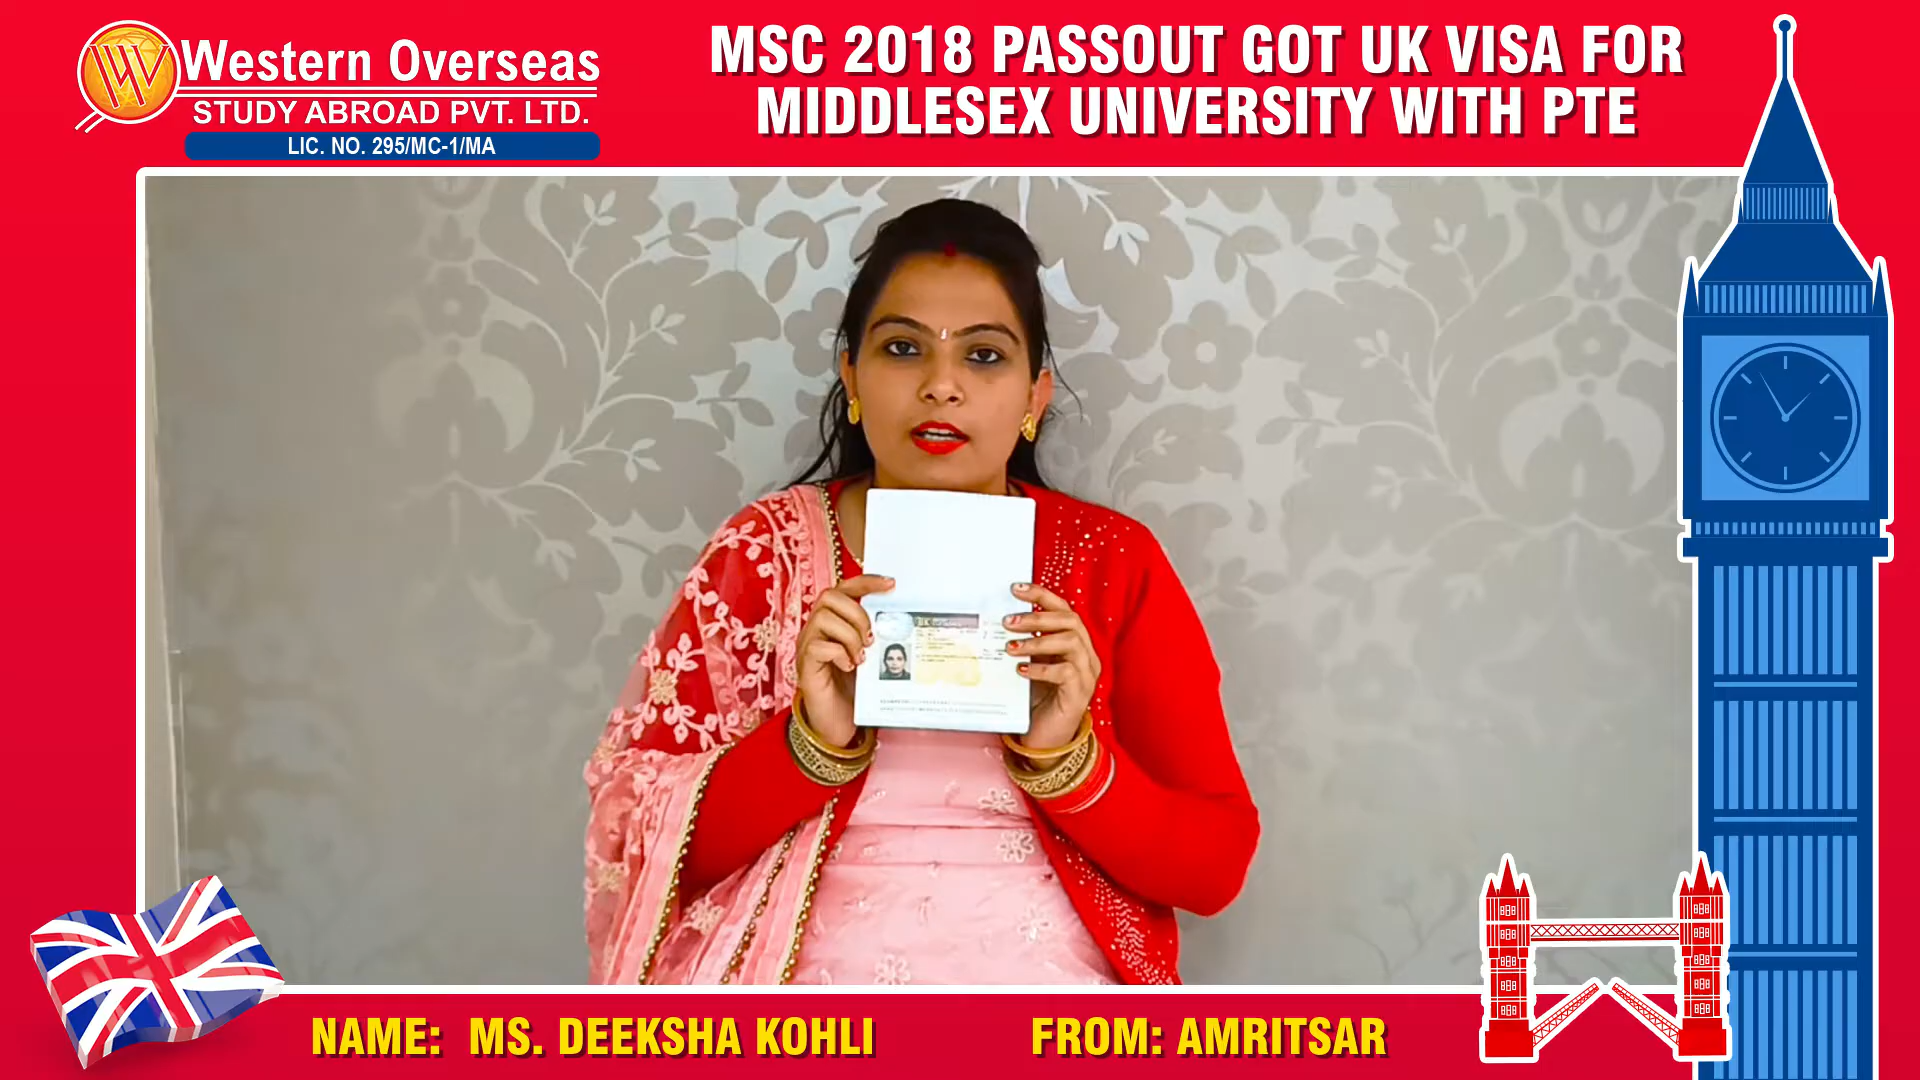 Western Overseas
STUDY ABROAD PVT. LTD.
LIC. NO. 295/MC-1/MA
MSC 2018 PASSOUT GOT UK VISA FOR
MIDDLESEX UNIVERSITY WITH PTE
NAME: MS. DEEKSHA KOHLI
FROM: AMRITSAR